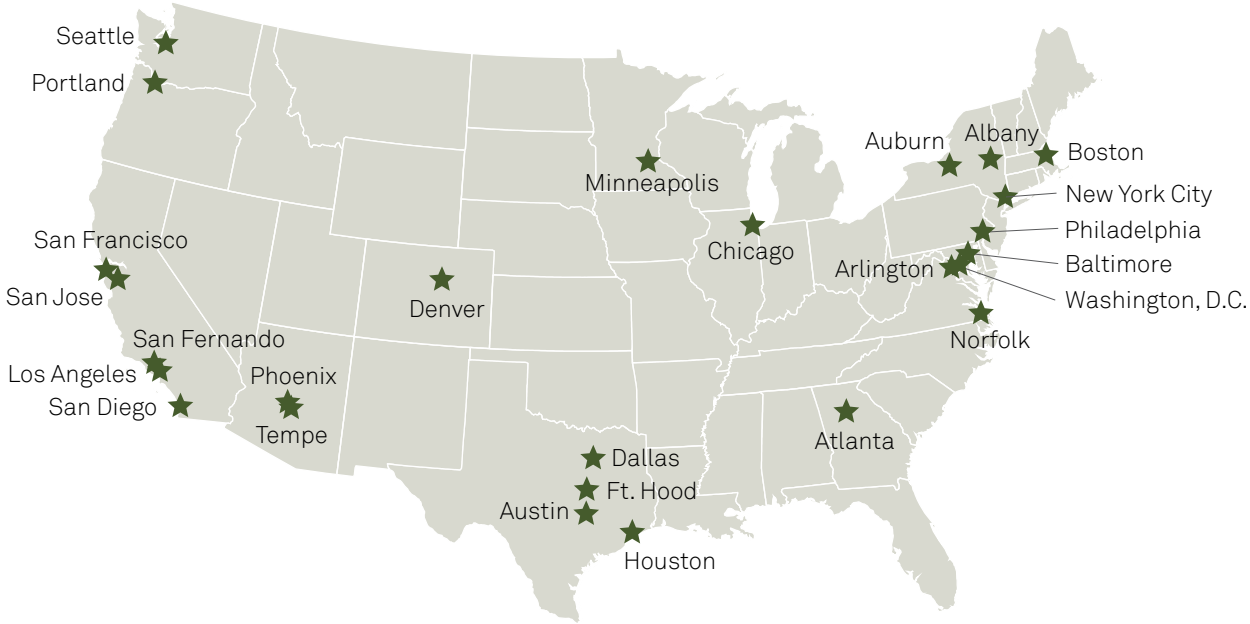 Seattle
Portland
Auburn
Albany
Boston
Minneapolis
New York City
Philadelphia
San Francisco
Chicago
Baltimore
Arlington
San Jose
Washington, D.C.
Denver
San Fernando
Norfolk
Los Angeles
Phoenix
San Diego
Tempe
Atlanta
Dallas
Ft. Hood
Austin
Houston